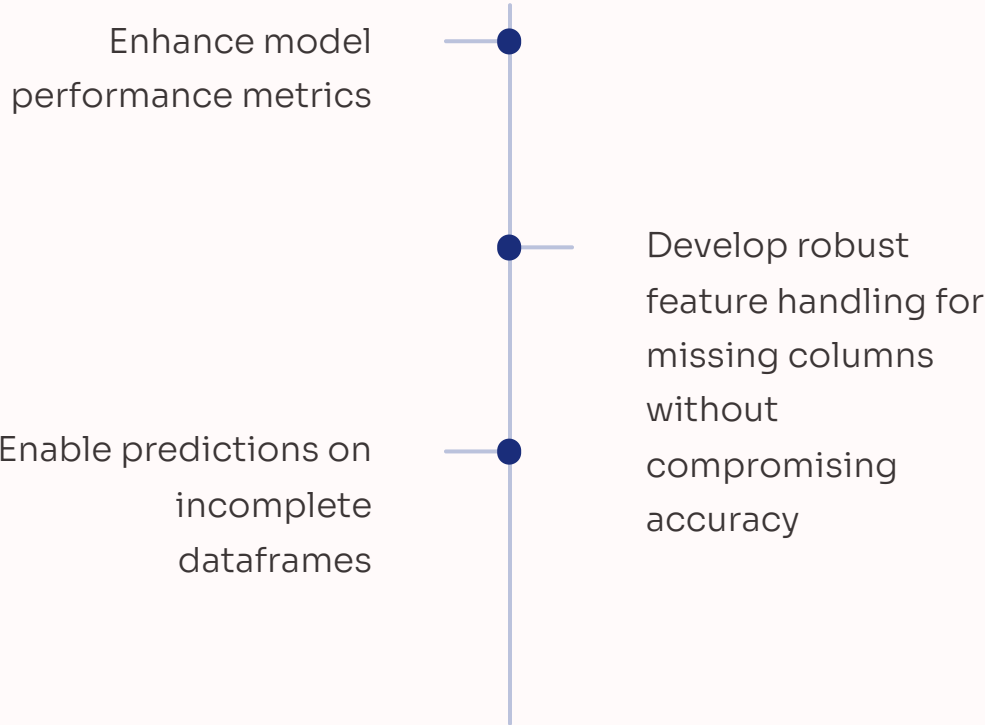 Enhance model
performance metrics
Develop robust
feature handling for
missing columns
without
compromising
accuracy
Enable predictions on
incomplete
dataframes